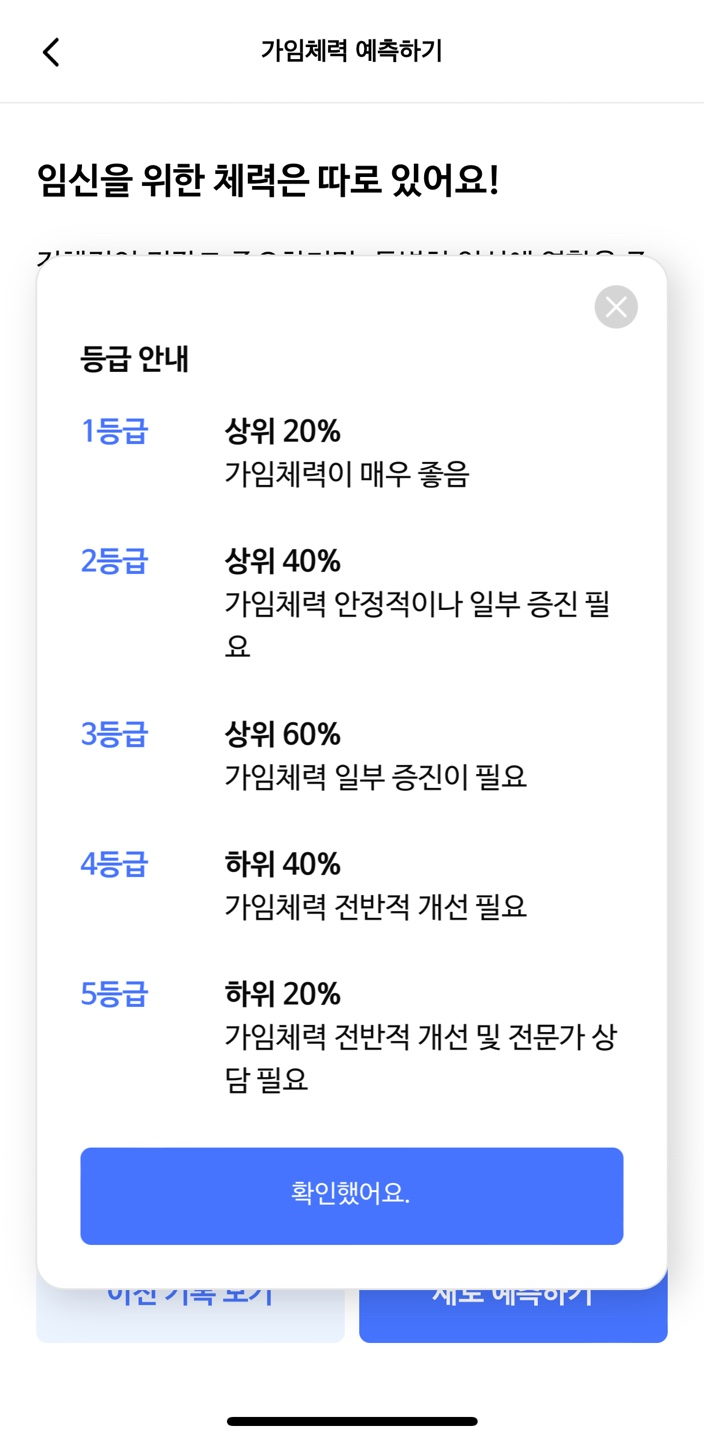 가임체력 예측하기
임신을 위한 체력은 따로 있어요!
등급 안내
1등급
상위 20%
가임체력이 매우 좋음
2등급
상위 40%
가임체력 안정적이나 일부 증진 필
요
3등급
상위 60%
가임체력 일부 증진이 필요
4등급
하위 40%
가임체력 전반적 개선 필요
5등급
하위 20%
가임체력 전반적 개선 및 전문가 상
담 필요
확인했어요.
이전 기록 보기
새로 예측하기